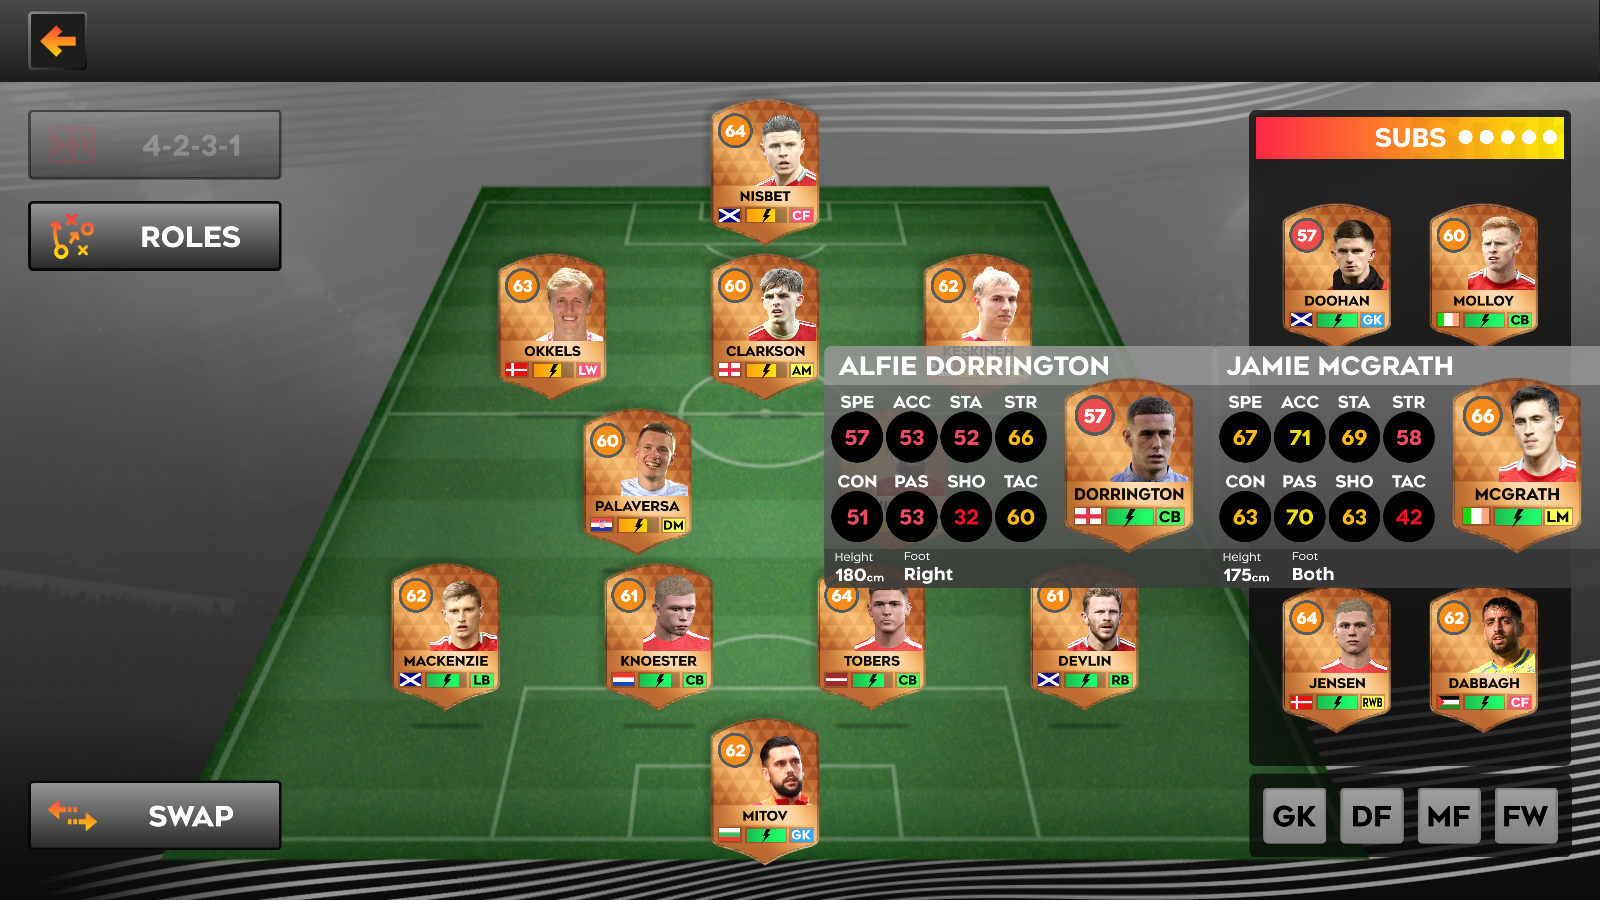 4-2-3-1
ROLES
SWAP
64
NISBET
CF
63
OKKELS
LW
60
CLARKSON
AM
62
KESKINEN
60
PALAVERSA
DM
62
MACKENZIE
LB
61
KNOESTER
CB
64
TOBERS
CB
61
DEVLIN
RB
62
MITOV
GK
SUBS
57
DOOHAN
GK
60
MOLLOY
CB
ALFIE DORRINGTON
SPE ACC STA STR
57 53 52 66
CON PAS SHO TAC
51 53 32 60
Height Foot
180cm Right
57
DORRINGTON
CB
JAMIE MCGRATH
SPE ACC STA STR
67 71 69 58
CON PAS SHO TAC
63 70 63 42
Height Foot
175cm Both
66
MCGRATH
LM
64
JENSEN
RWB
62
DABBAGH
CF
GK DF MF FW